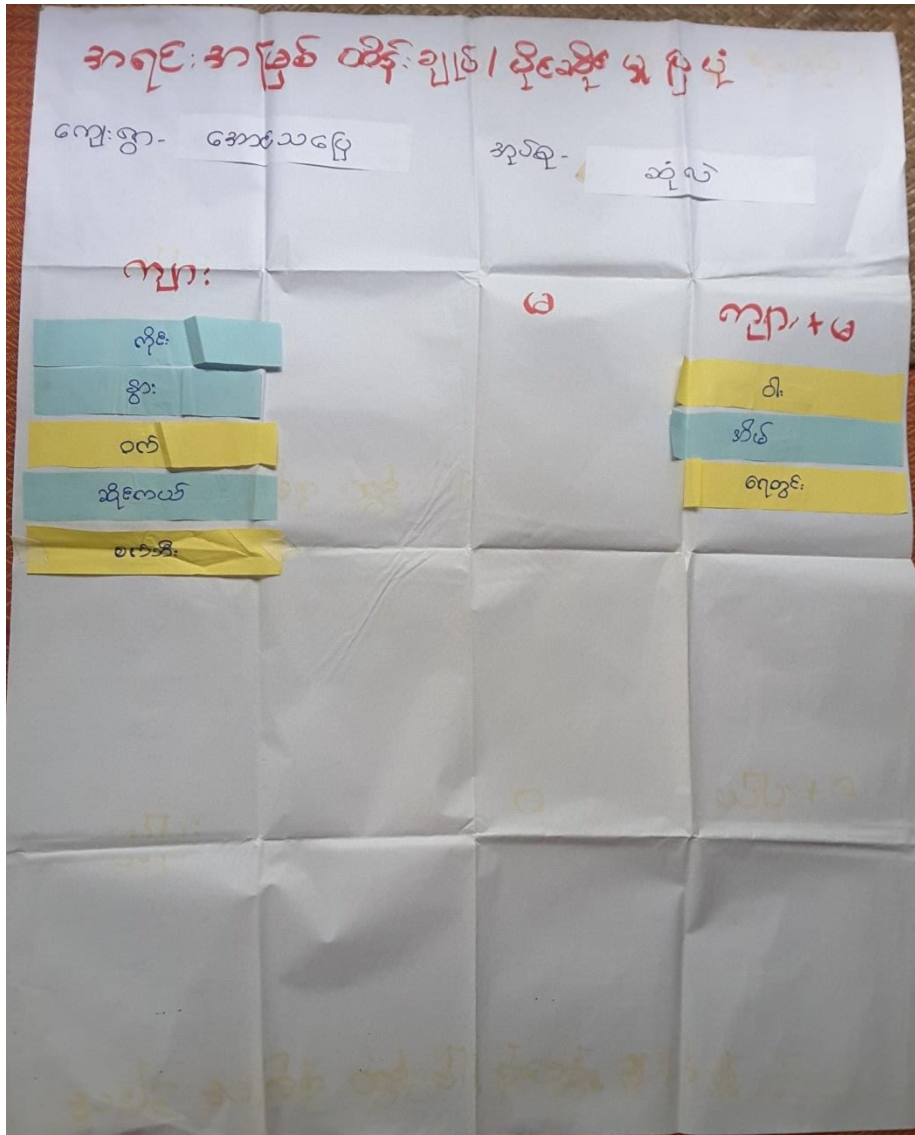 အရင်းအမြစ် ထိန်းချုပ် / ပိုင်ဆိုင် မှု ပြပုံ
ကျေးရွာ- အောင်သပြေ အုပ်စု- ဆုံလဲ
ကျား မ ကျား+မ
ကိုင်း
နွား
ဝက်
ဆိုင်ကယ်
စက်ဘီး
ဝါး
အိမ်
ရေတွင်း